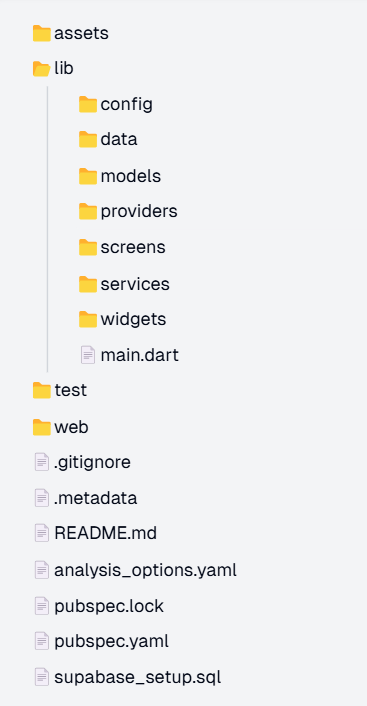 assets
lib
config
data
models
providers
screens
services
widgets
main.dart
test
web
.gitignore
.metadata
README.md
analysis_options.yaml
pubspec.lock
pubspec.yaml
supabase_setup.sql